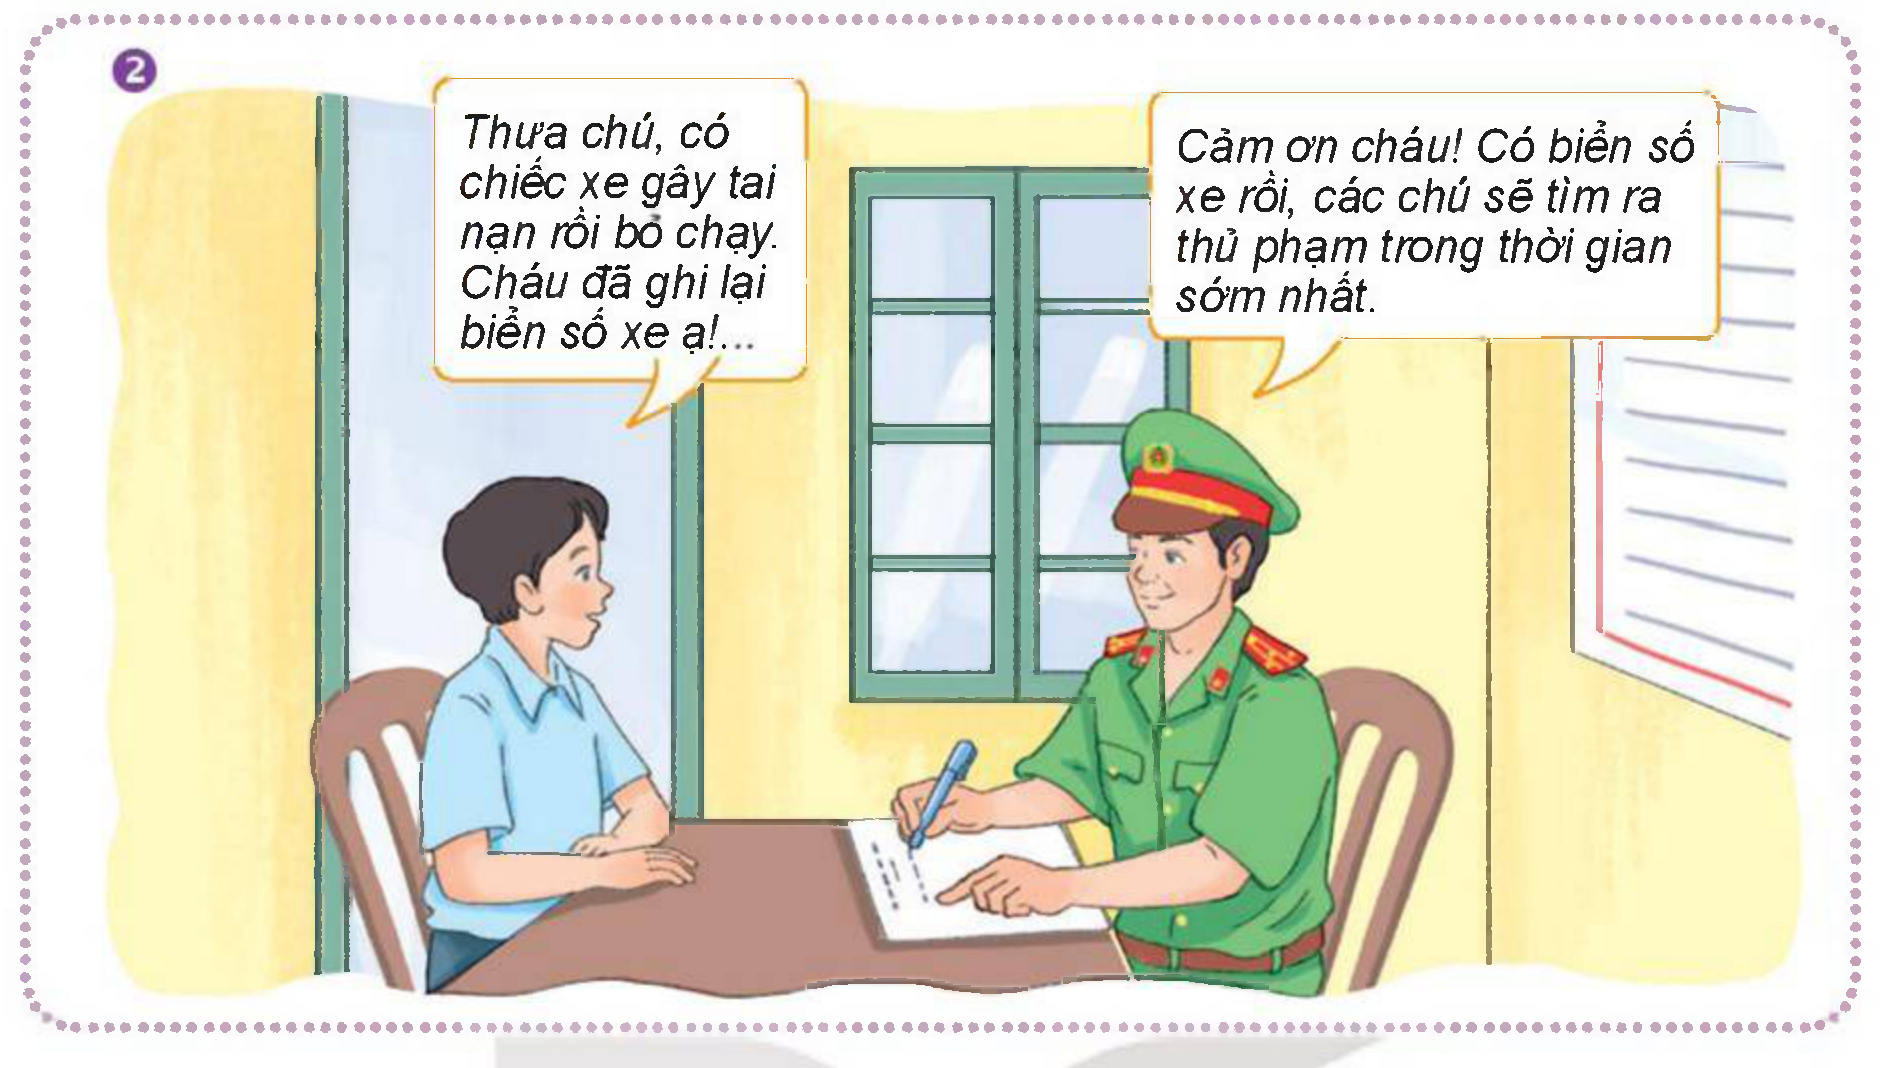 2
Thưa chú, có
chiếc xe gây tai
nạn rồi bỏ chạy.
Cháu đã ghi lại
biển số xe ạ!...
Cảm ơn cháu! Có biển số
xe rồi, các chú sẽ tìm ra
thủ phạm trong thời gian
sớm nhất.